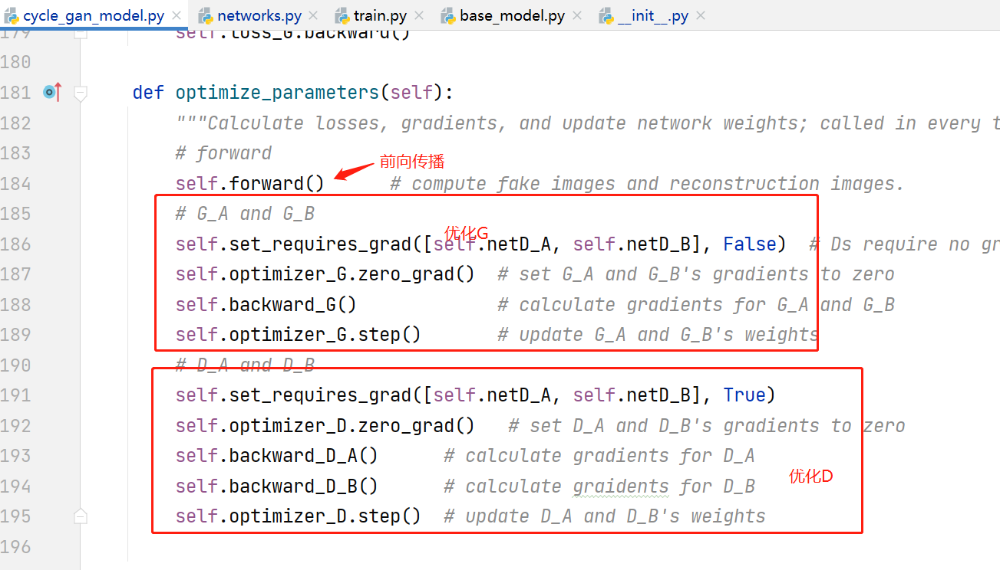 cycle_gan_model.py × networks.py × train.py × base_model.py × __init__.py ×
179 self.loss_G.backward()
180
181 def optimize_parameters(self):
182 """Calculate losses, gradients, and update network weights; called in every t
183 # forward
前向传播
184 self.forward() # compute fake images and reconstruction images.
185 # G_A and G_B
优化G
186 self.set_requires_grad([self.netD_A, self.netD_B], False) # Ds require no gr
187 self.optimizer_G.zero_grad() # set G_A and G_B's gradients to zero
188 self.backward_G() # calculate gradients for G_A and G_B
189 self.optimizer_G.step() # update G_A and G_B's weights
190 # D_A and D_B
191 self.set_requires_grad([self.netD_A, self.netD_B], True)
192 self.optimizer_D.zero_grad() # set D_A and D_B's gradients to zero
193 self.backward_D_A() # calculate gradients for D_A
优化D
194 self.backward_D_B() # calculate graidents for D_B
195 self.optimizer_D.step() # update D_A and D_B's weights
196